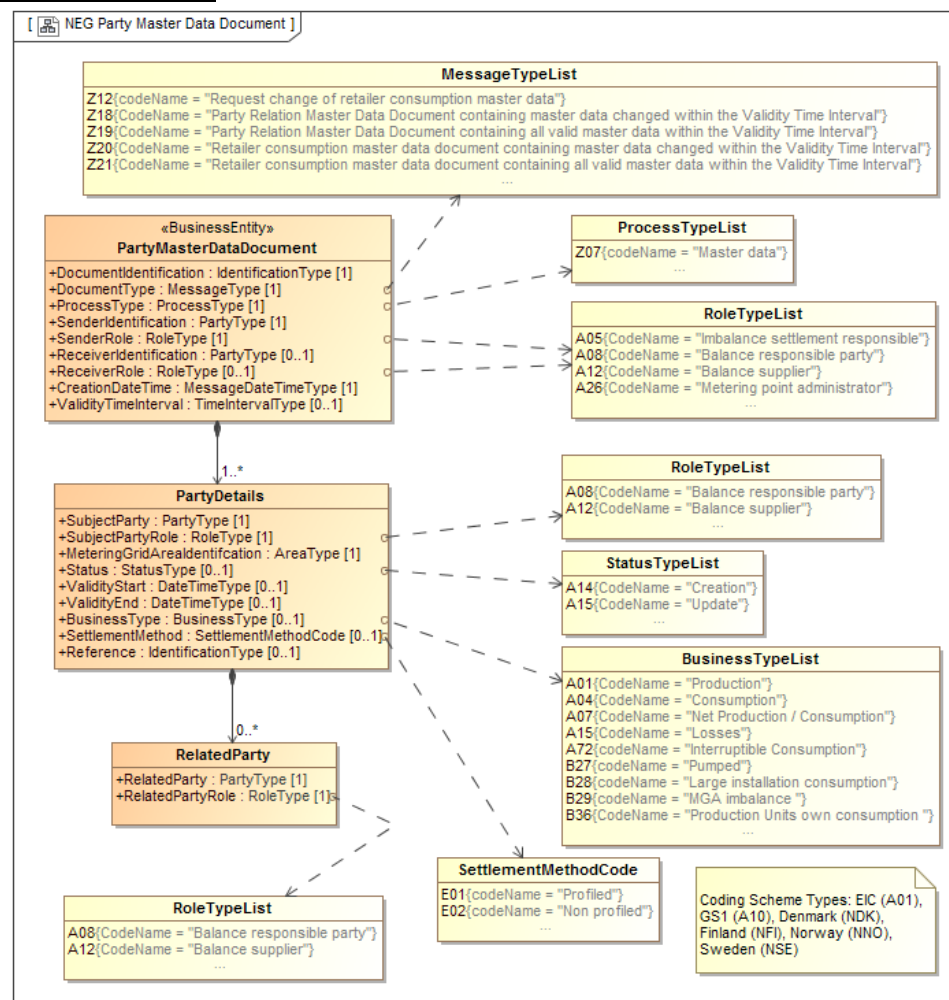 [ NEG Party Master Data Document ]
MessageTypeList
Z12{codeName = "Request change of retailer consumption master data"}
Z18{CodeName = "Party Relation Master Data Document containing master data changed within the Validity Time Interval"}
Z19{CodeName = "Party Relation Master Data Document containing all valid master data within the Validity Time Interval"}
Z20{CodeName = "Retailer consumption master data document containing master data changed within the Validity Time Interval"}
Z21{CodeName = "Retailer consumption master data document containing all valid master data within the Validity Time Interval"}
...
«BusinessEntity»
PartyMasterDataDocument
+DocumentIdentification : IdentificationType [1]
+DocumentType : MessageType [1]
+ProcessType : ProcessType [1]
+SenderIdentification : PartyType [1]
+SenderRole : RoleType [1]
+ReceiverIdentification : PartyType [0..1]
+ReceiverRole : RoleType [0..1]
+CreationDateTime : MessageDateTimeType [1]
+ValidityTimeInterval : TimeIntervalType [0..1]
ProcessTypeList
Z07{codeName = "Master data"}
...
RoleTypeList
A05{CodeName = "Imbalance settlement responsible"}
A08{CodeName = "Balance responsible party"}
A12{CodeName = "Balance supplier"}
A26{CodeName = "Metering point administrator"}
...
1..*
PartyDetails
+SubjectParty : PartyType [1]
+SubjectPartyRole : RoleType [1]
+MeteringGridAreaIdentifcation : AreaType [1]
+Status : StatusType [0..1]
+ValidityStart : DateTimeType [0..1]
+ValidityEnd : DateTimeType [0..1]
+BusinessType : BusinessType [0..1]
+SettlementMethod : SettlementMethodCode [0..1]
+Reference : IdentificationType [0..1]
RoleTypeList
A08{CodeName = "Balance responsible party"}
A12{CodeName = "Balance supplier"}
...
StatusTypeList
A14{CodeName = "Creation"}
A15{CodeName = "Update"}
...
BusinessTypeList
A01{CodeName = "Production"}
A04{CodeName = "Consumption"}
A07{CodeName = "Net Production / Consumption"}
A15{CodeName = "Losses"}
A72{codeName = "Interruptible Consumption"}
B27{codeName = "Pumped"}
B28{codeName = "Large installation consumption"}
B29{codeName = "MGA imbalance "}
B36{CodeName = "Production Units own consumption "}
...
0..*
RelatedParty
+RelatedParty : PartyType [1]
+RelatedPartyRole : RoleType [1]
RoleTypeList
A08{CodeName = "Balance responsible party"}
A12{CodeName = "Balance supplier"}
...
SettlementMethodCode
E01{codeName = "Profiled"}
E02{codeName = "Non profiled"}
...
Coding Scheme Types: EIC (A01),
GS1 (A10), Denmark (NDK),
Finland (NFI), Norway (NNO),
Sweden (NSE)